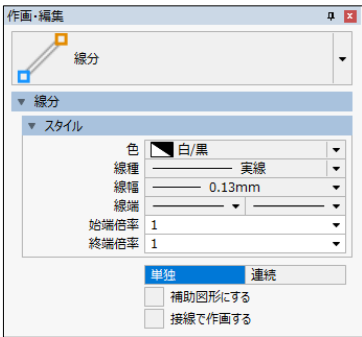 作画・編集
線分
線分
スタイル
色 白/黒
線種 実線
線幅 0.13mm
線端
始端倍率 1
終端倍率 1
単独 連続
補助図形にする
接線で作画する